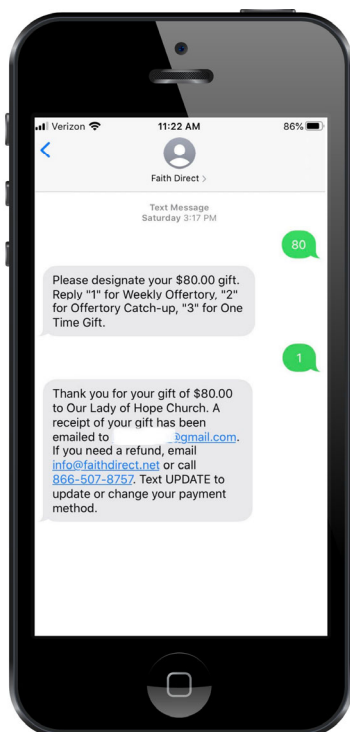 Verizon 11:22 AM 86%
Faith Direct >
Text Message
Saturday 3:17 PM
80
Please designate your $80.00 gift.
Reply "1" for Weekly Offertory, "2"
for Offertory Catch-up, "3" for One
Time Gift.
1
Thank you for your gift of $80.00
to Our Lady of Hope Church. A
receipt of your gift has been
emailed to @gmail.com.
If you need a refund, email
info@faithdirect.net or call
866-507-8757. Text UPDATE to
update or change your payment
method.